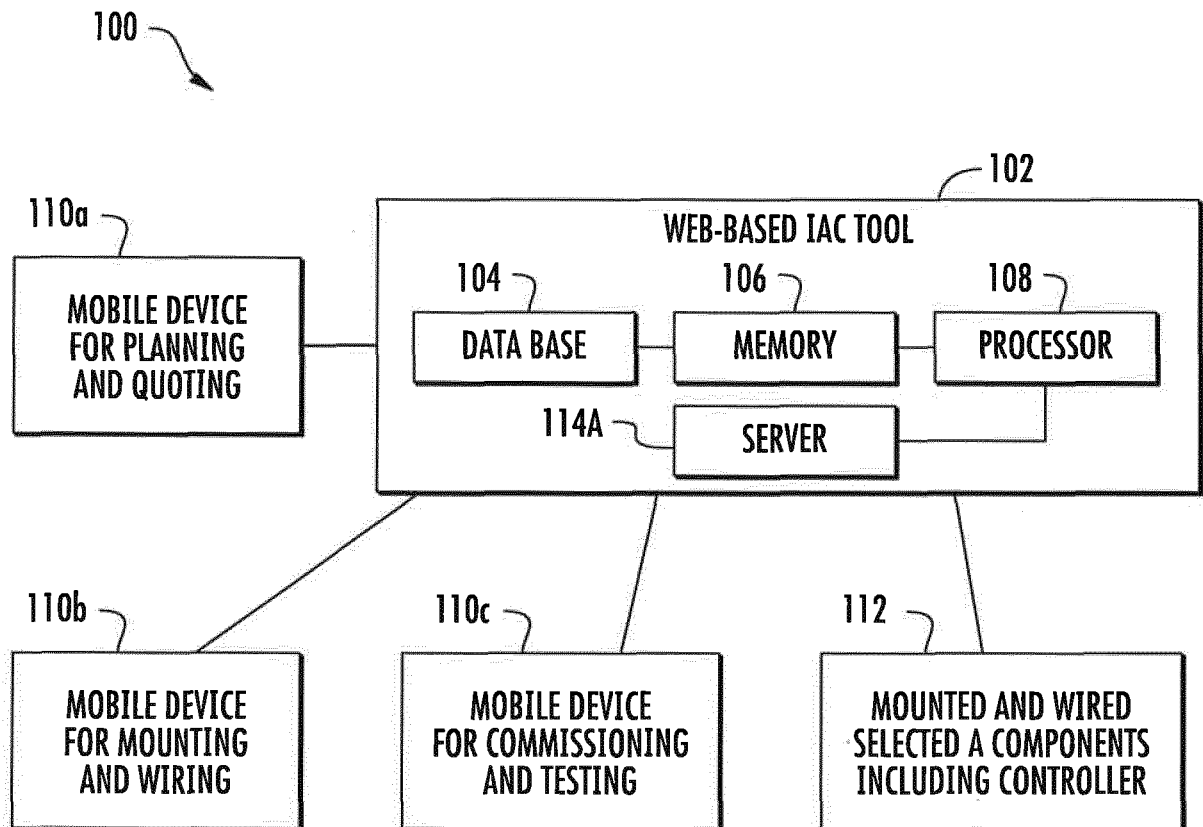 100
102
110a
WEB-BASED IAC TOOL
104
106
108
MOBILE DEVICE
FOR PLANNING
AND QUOTING
DATA BASE
MEMORY
PROCESSOR
114A
SERVER
110b
110c
112
MOBILE DEVICE
FOR MOUNTING
AND WIRING
MOBILE DEVICE
FOR COMMISSIONING
AND TESTING
MOUNTED AND WIRED
SELECTED A COMPONENTS
INCLUDING CONTROLLER